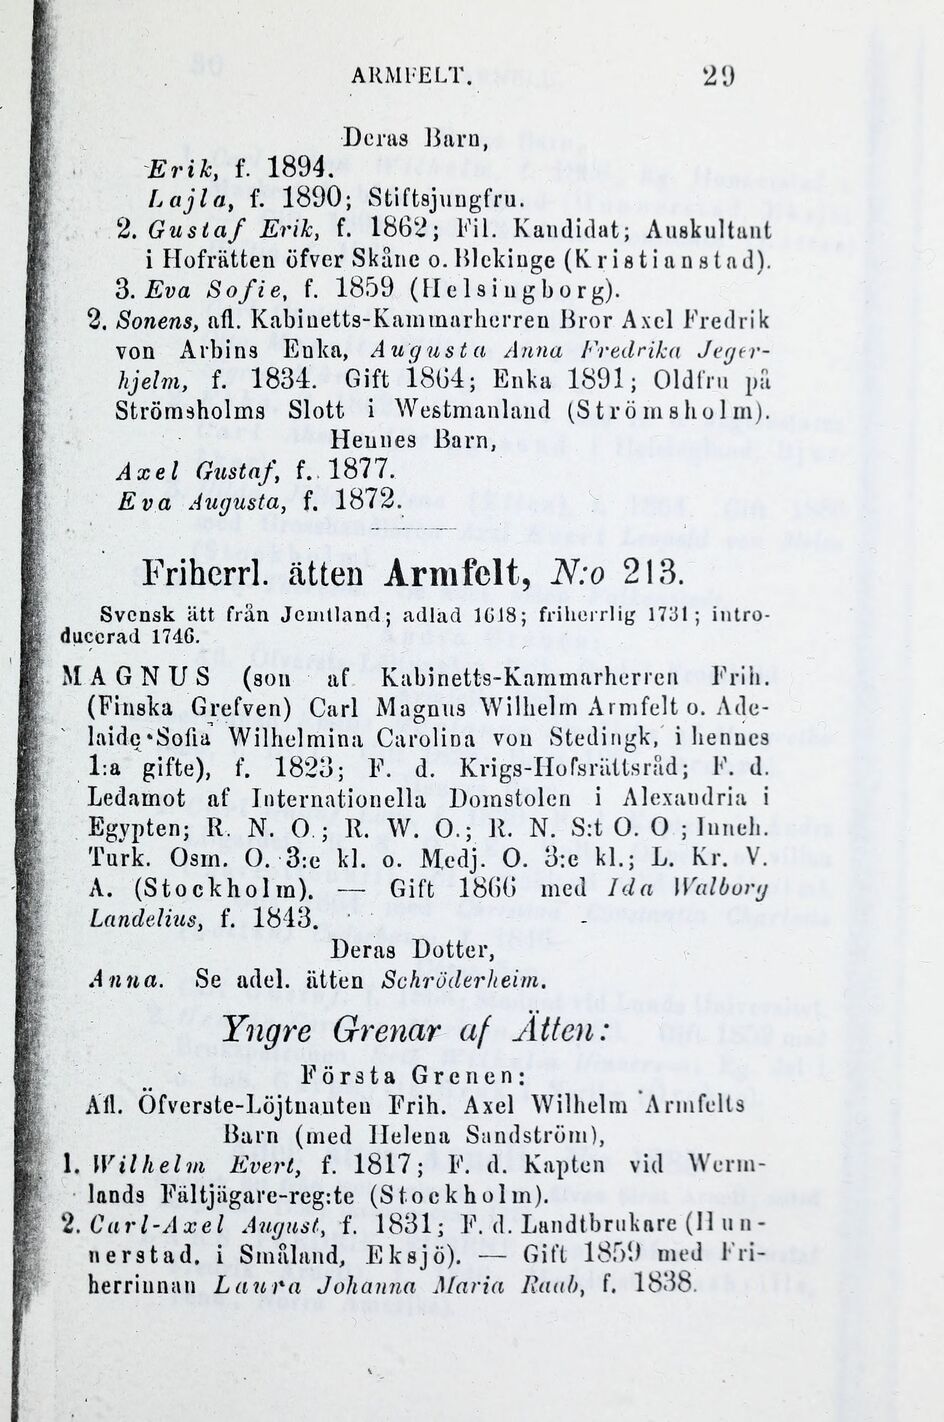 ARMFELT. 29
Deras Barn,
Erik, f. 1894.
Lajla, f. 1890; Stiftsjungfru.
2. Gustaf Erik, f. 1862; Fil. Kandidat; Auskultant
i Hofrätten öfver Skåne o. Blekinge (Kristianstad).
3. Eva Sofie, f. 1859 (Helsingborg).
2. Sonens, afl. Kabinetts-Kammarherren Bror Axel Fredrik
von Arbins Enka, Augusta Anna Fredrika Jeger-
hjelm, f. 1834. Gift 1864; Enka 1891; Oldfru på
Strömsholms Slott i Westmanland (Strömsholm).
Hennes Barn,
Axel Gustaf, f. 1877.
Eva Augusta, f. 1872.
Friherrl. ätten Armfelt, N:o 213.
Svensk ätt från Jemtland; adlad 1648; friherrlig 1731; intro-
ducerad 1746.
MAGNUS (son af Kabinetts-Kammarherren Frih.
(Finska Grefven) Carl Magnus Wilhelm Armfelt o. Ade-
laide Sofia Wilhelmina Carolina von Stedingk, i hennes
1:a gifte), f. 1823; F. d. Krigs-Hofsrättsråd; F. d.
Ledamot af Internationella Domstolen i Alexandria i
Egypten; R. N. O.; R. W. O.; R. N. S:t O. O.; Inneh.
Turk. Osm. O. 3:e kl. o. Medj. O. 3:e kl.; L. Kr. V.
A. (Stockholm). — Gift 1866 med Ida Walborg
Landelius, f. 1843.
Deras Dotter,
Anna. Se adel. ätten Schröderheim.
Yngre Grenar af Ätten:
Första Grenen:
Afl. Öfverste-Löjtnanten Frih. Axel Wilhelm Armfelts
Barn (med Helena Sandström),
1. Wilhelm Evert, f. 1817; F. d. Kapten vid Werm-
lands Fältjägare-reg:te (Stockholm).
2. Carl-Axel August, f. 1831; F. d. Landtbrukare (Hun-
nerstad, i Småland, Eksjö). — Gift 1859 med Fri-
herrinnan Laura Johanna Maria Raab, f. 1838.